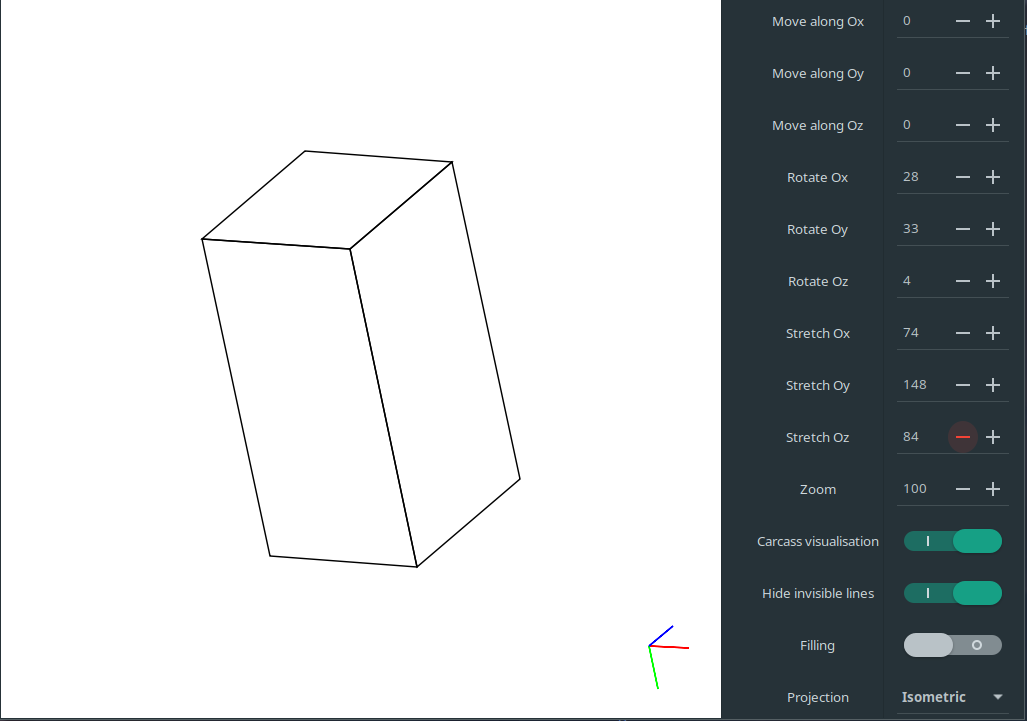 Move along Ox 0
Move along Oy 0
Move along Oz 0
Rotate Ox 28
Rotate Oy 33
Rotate Oz 4
Stretch Ox 74
Stretch Oy 148
Stretch Oz 84
Zoom 100
Carcass visualisation
Hide invisible lines
Filling
Projection Isometric